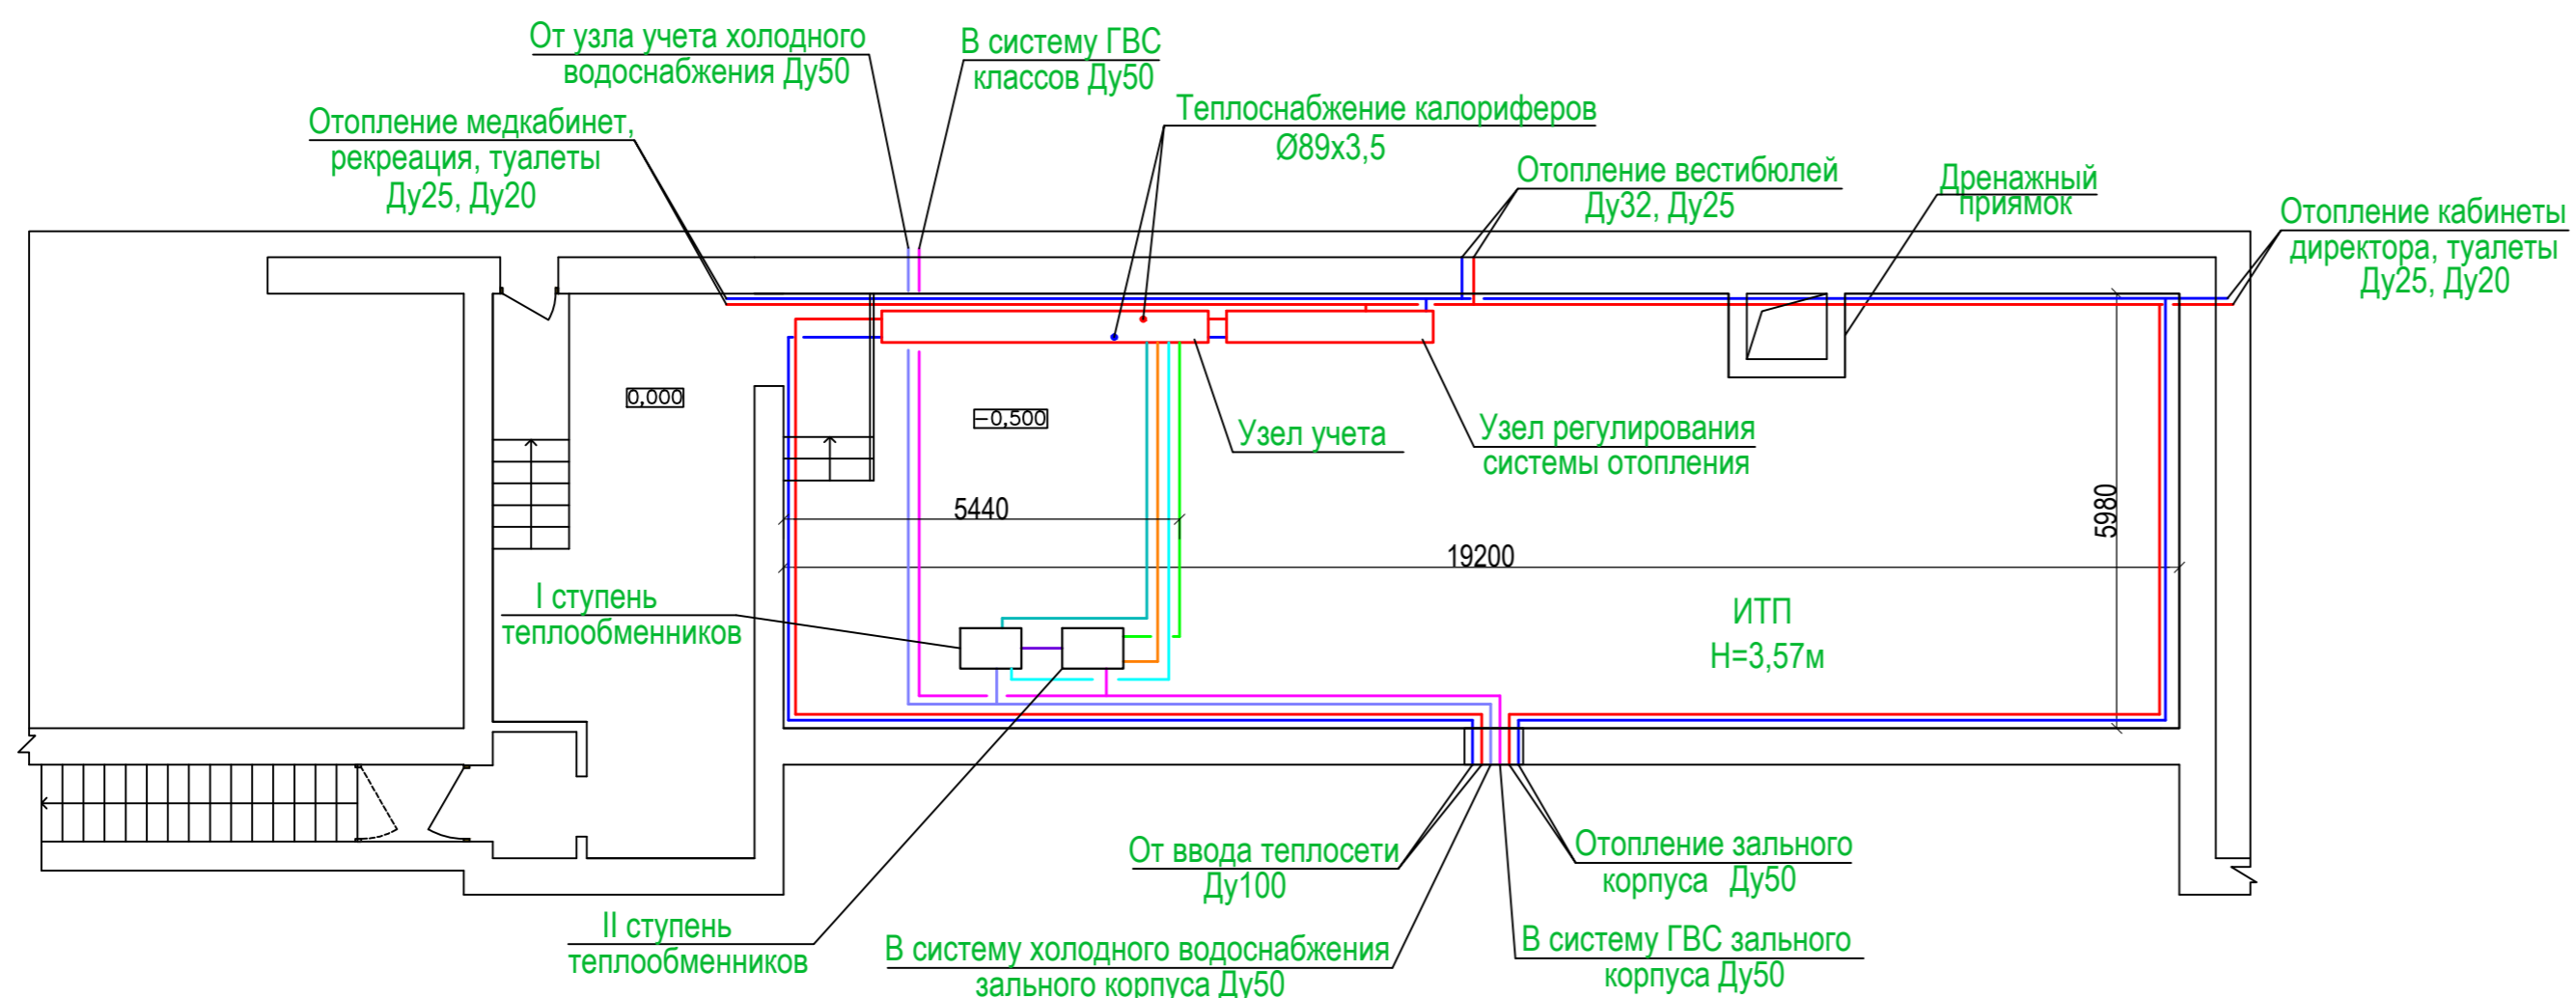 От узла учета холодного
водоснабжения Ду50
В систему ГВС
классов Ду50
Теплоснабжение калориферов
Ø89х3,5
Отопление медкабинет,
рекреация, туалеты
Ду25, Ду20
Отопление вестибюлей
Ду32, Ду25
Дренажный
приямок
Отопление кабинеты
директора, туалеты
Ду25, Ду20
0,000
-0,500
Узел учета
Узел регулирования
системы отопления
5440
19200
5980
I ступень
теплообменников
ИТП
Н=3,57м
От ввода теплосети
Ду100
Отопление зального
корпуса Ду50
II ступень
теплообменников
В систему холодного водоснабжения
зального корпуса Ду50
В систему ГВС зального
корпуса Ду50